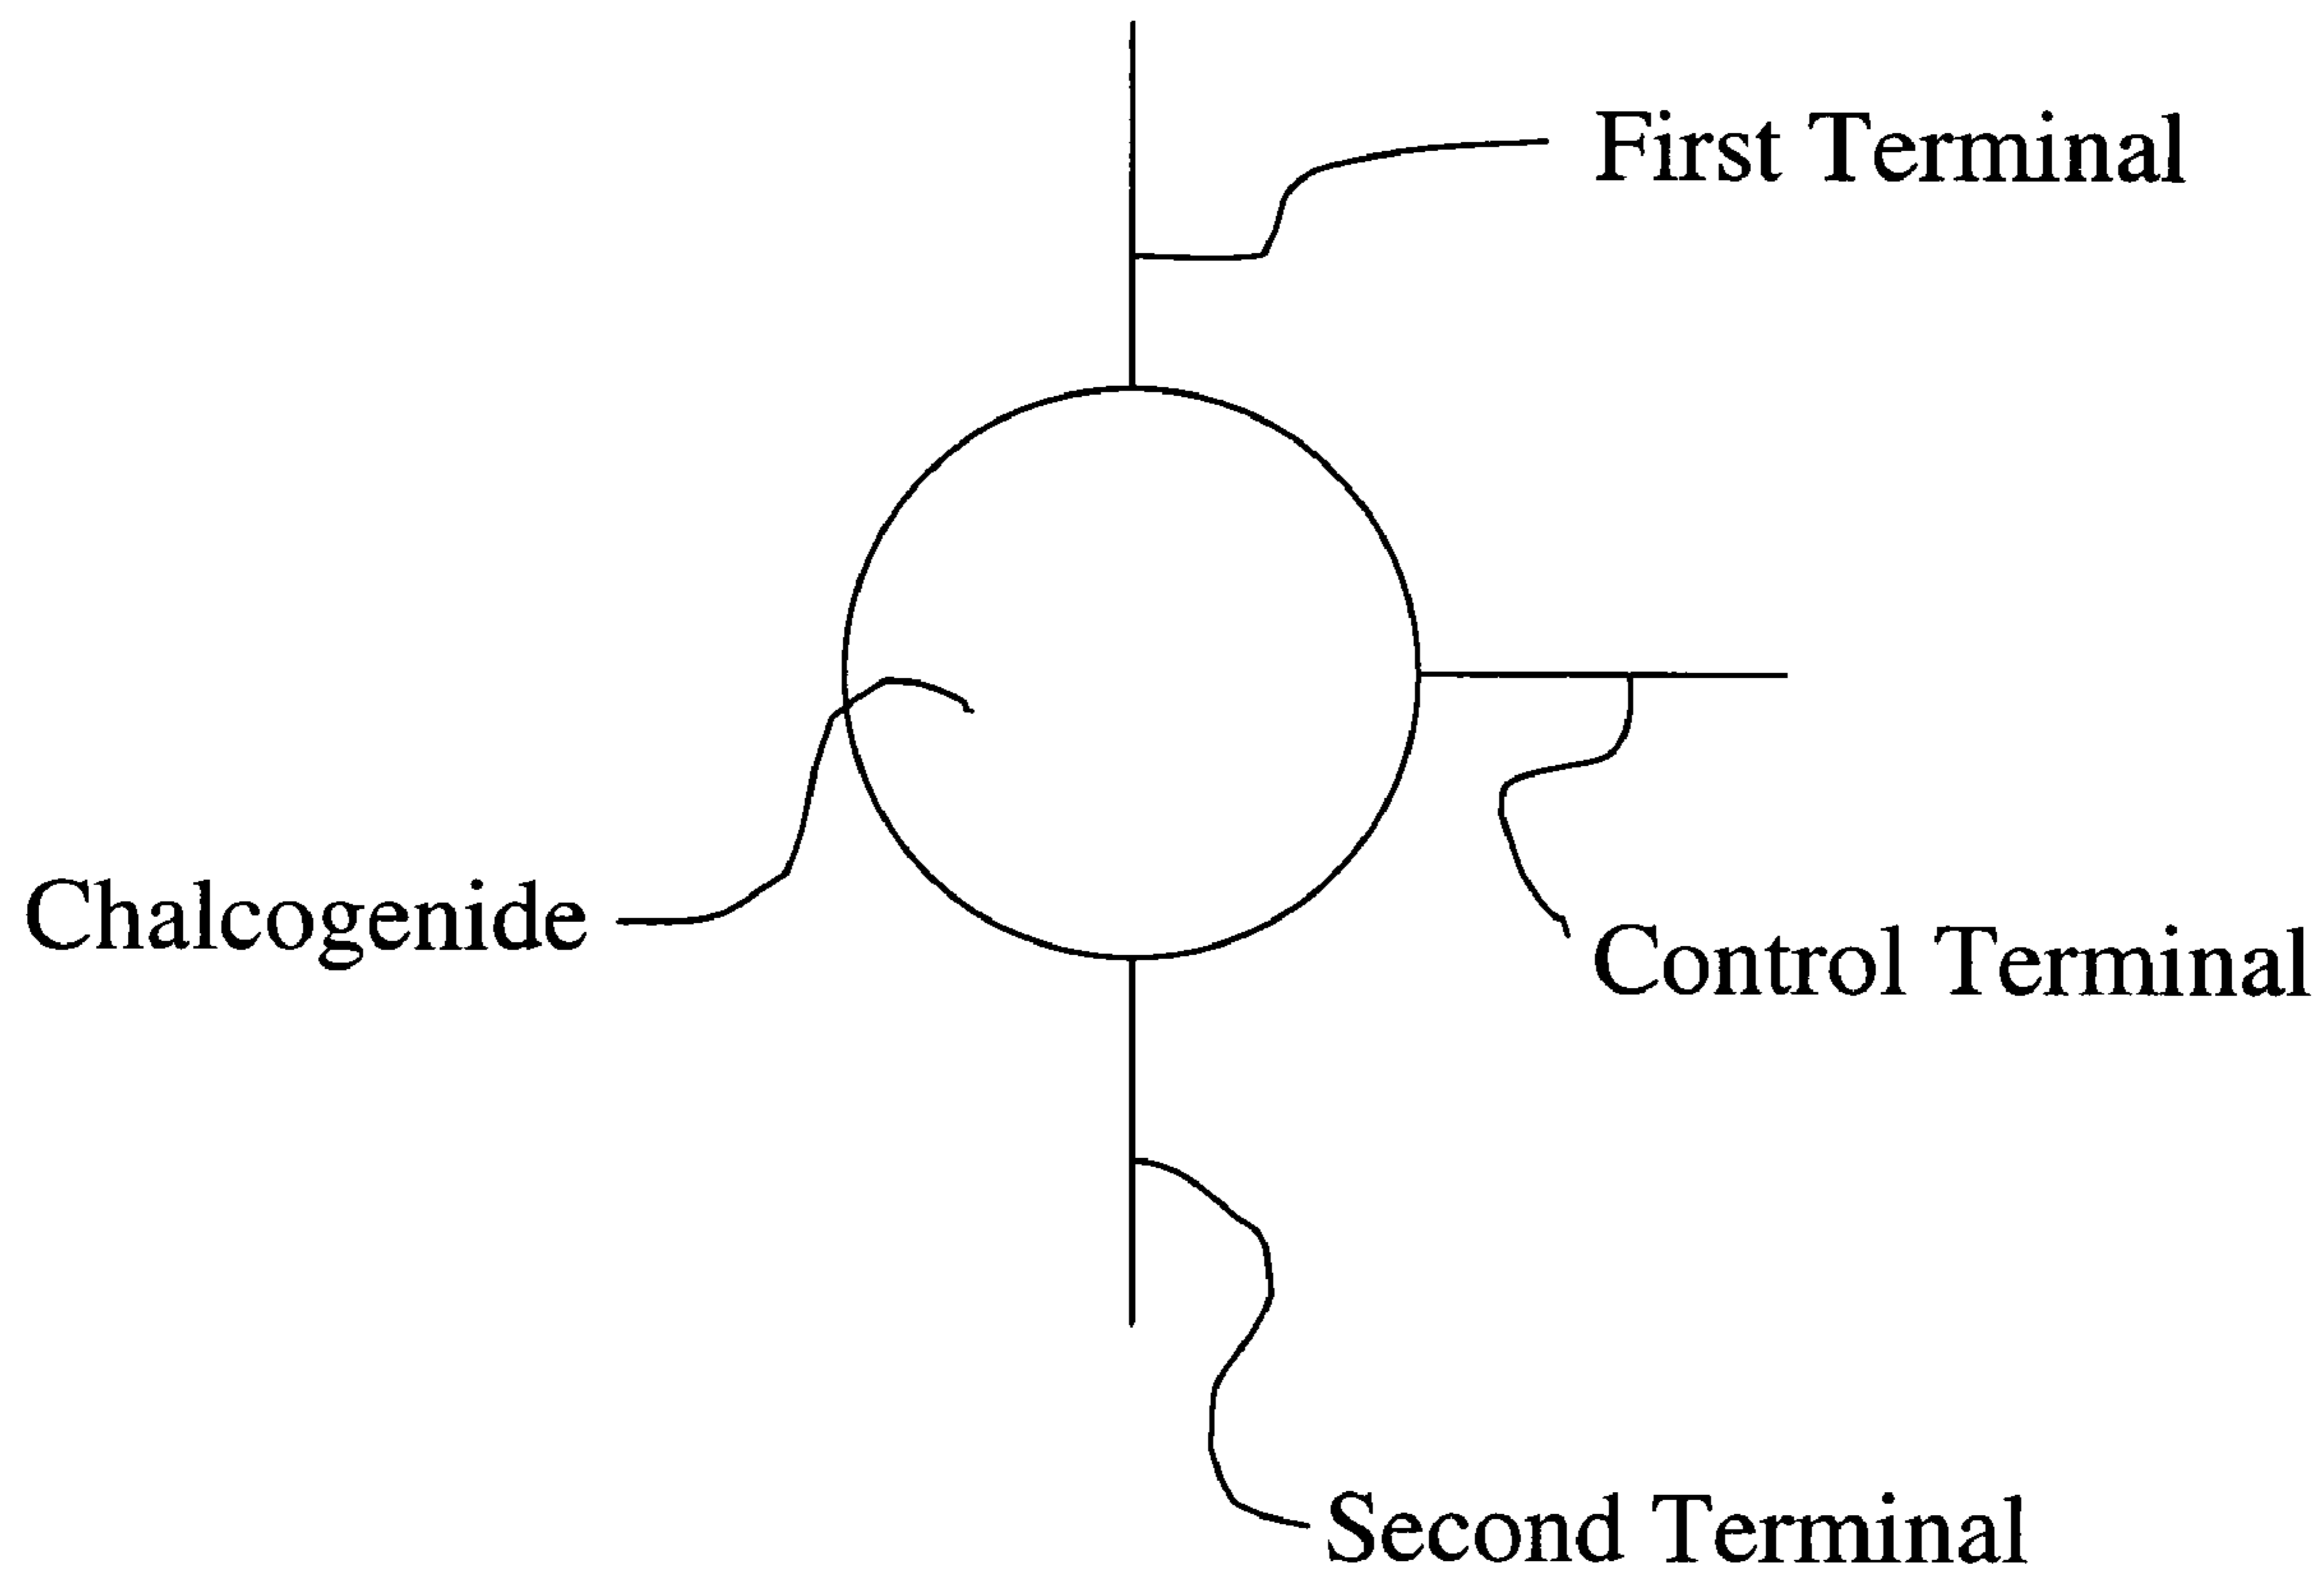 First Terminal
Chalcogenide
Control Terminal
Second Terminal